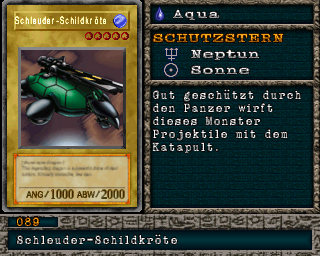 Schleuder-Schildkröte
ANG/1000 ABW/2000
Aqua
SCHUTZSTERN
Neptun
Sonne
Gut geschützt durch
den Panzer wirft
dieses Monster
Projektile mit dem
Katapult.
089
Schleuder-Schildkröte